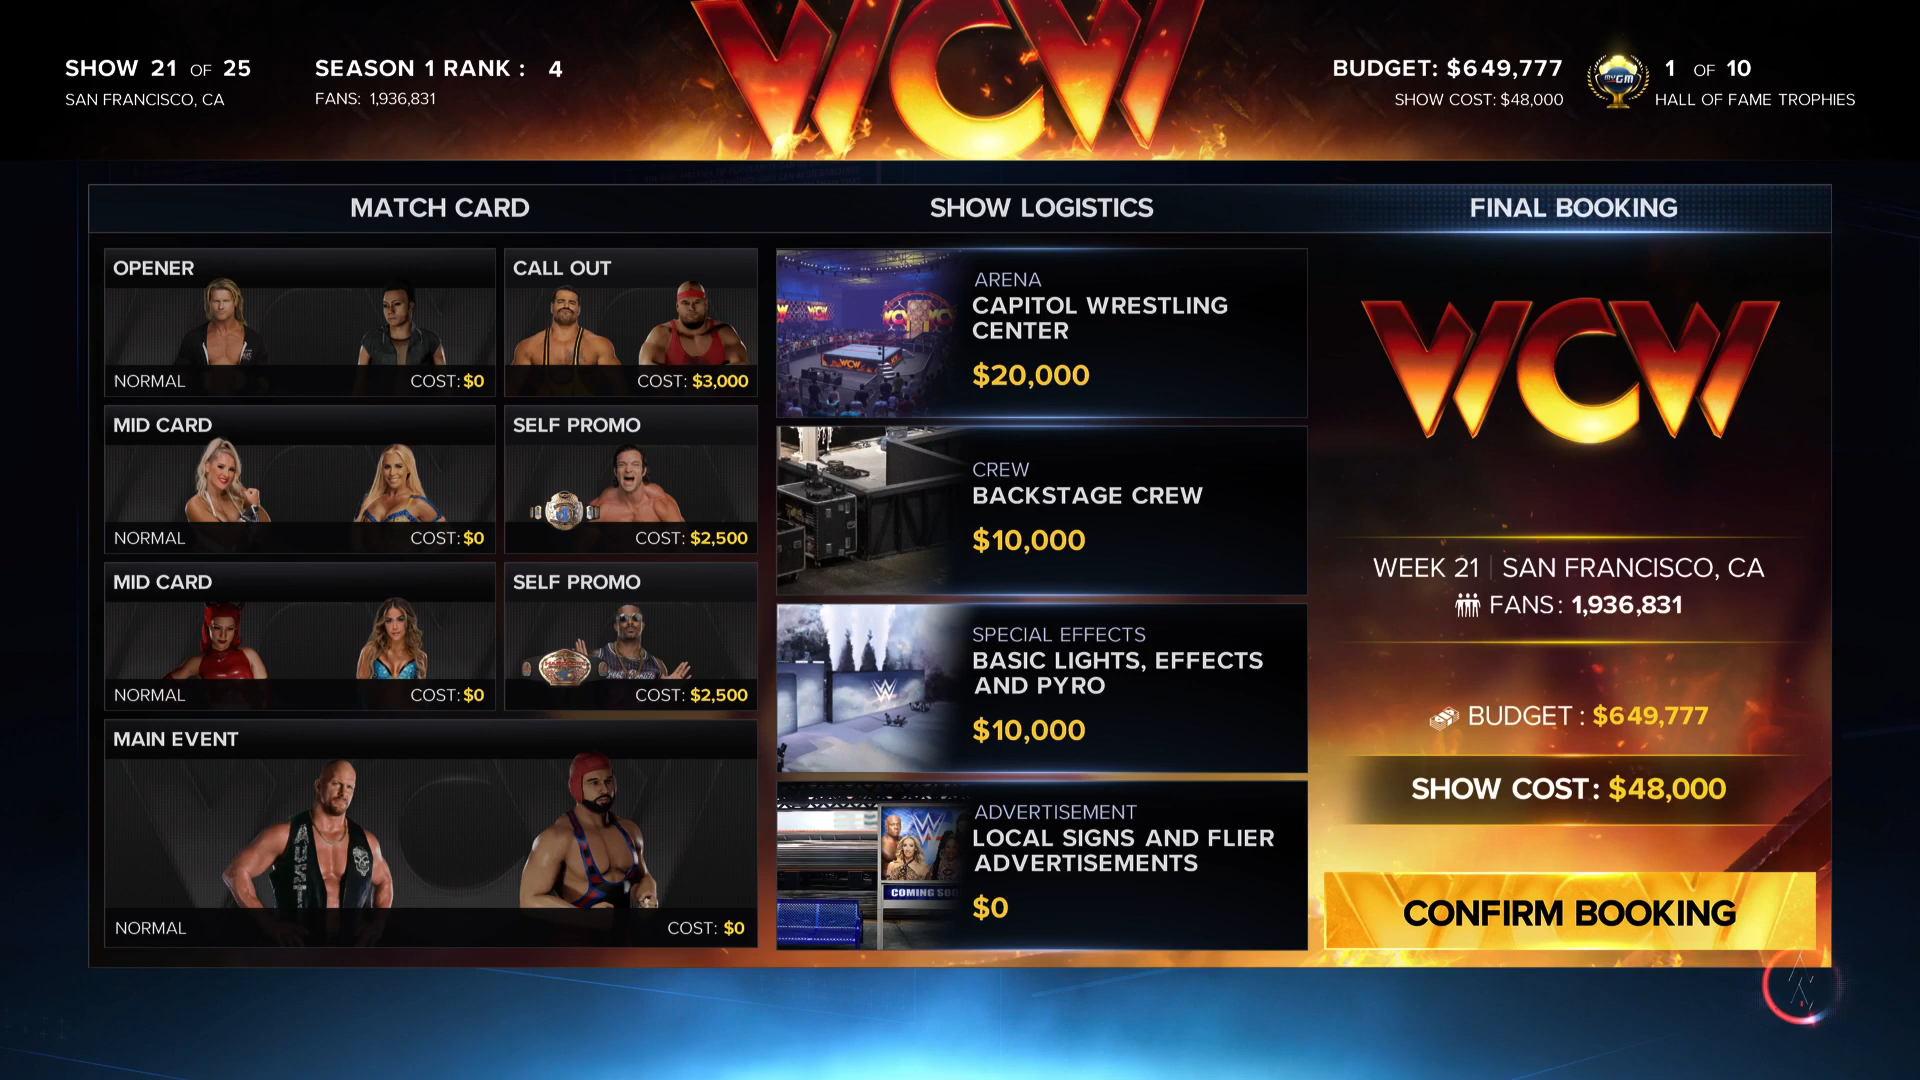 WCW
SHOW 21 OF 25
SAN FRANCISCO, CA
SEASON 1 RANK : 4
FANS: 1,936,831
BUDGET: $649,777
SHOW COST: $48,000
myGM
1 OF 10
HALL OF FAME TROPHIES
MATCH CARD
SHOW LOGISTICS
FINAL BOOKING
OPENER
NORMAL
COST: $0
CALL OUT
COST: $3,000
MID CARD
NORMAL
COST: $0
SELF PROMO
COST: $2,500
MID CARD
NORMAL
COST: $0
SELF PROMO
COST: $2,500
MAIN EVENT
AUST
NORMAL
COST: $0
WCW
WCW
ARENA
CAPITOL WRESTLING
CENTER
$20,000
CREW
BACKSTAGE CREW
$10,000
SPECIAL EFFECTS
BASIC LIGHTS, EFFECTS
AND PYRO
$10,000
ADVERTISEMENT
LOCAL SIGNS AND FLIER
ADVERTISEMENTS
COMING SOO
$0
WCW
WEEK 21 | SAN FRANCISCO, CA
FANS: 1,936,831
BUDGET : $649,777
SHOW COST: $48,000
CONFIRM BOOKING